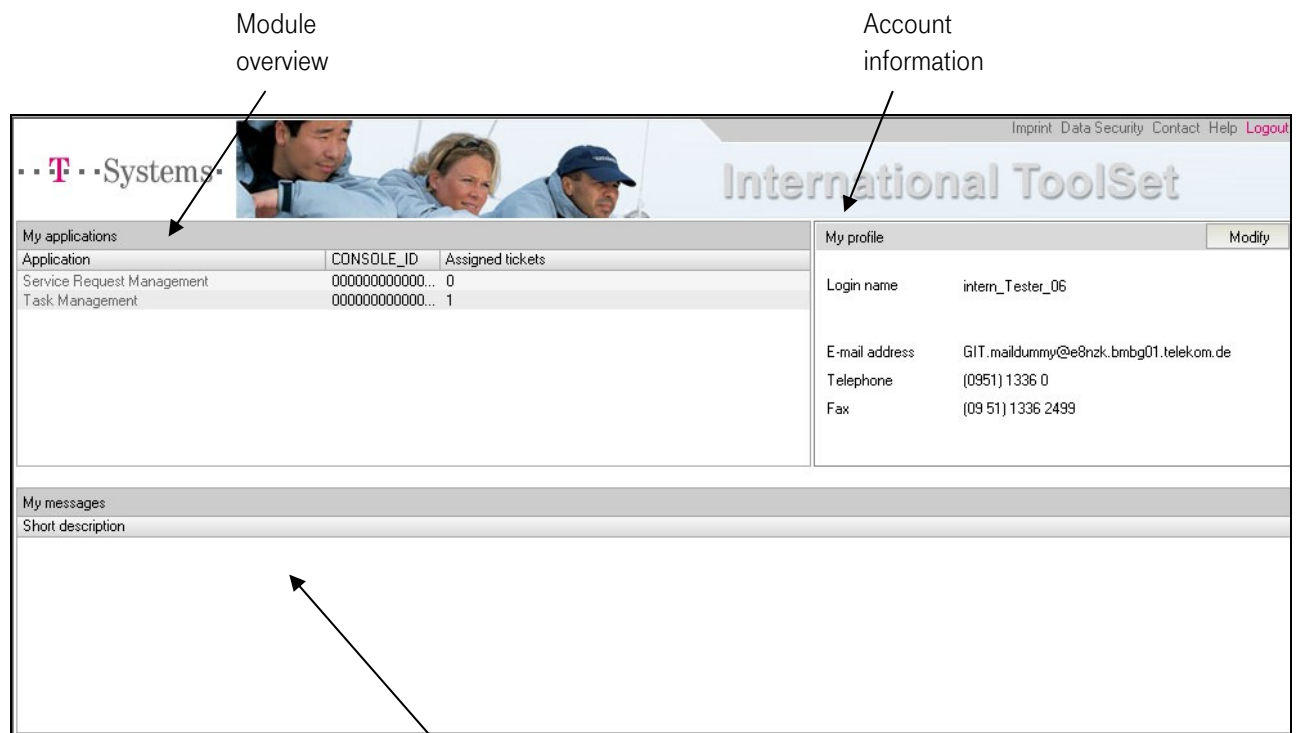 Module
overview
Account
information
Imprint Data Security Contact Help Logout
· · T · · Systems ·
International ToolSet
My applications
Application CONSOLE_ID Assigned tickets
Service Request Management 000000000000... 0
Task Management 000000000000... 1
My profile Modify
Login name intern_Tester_06
E-mail address GIT.maildummy@e8nzk.bmbg01.telekom.de
Telephone (0951) 1336 0
Fax (09 51) 1336 2499
My messages
Short description